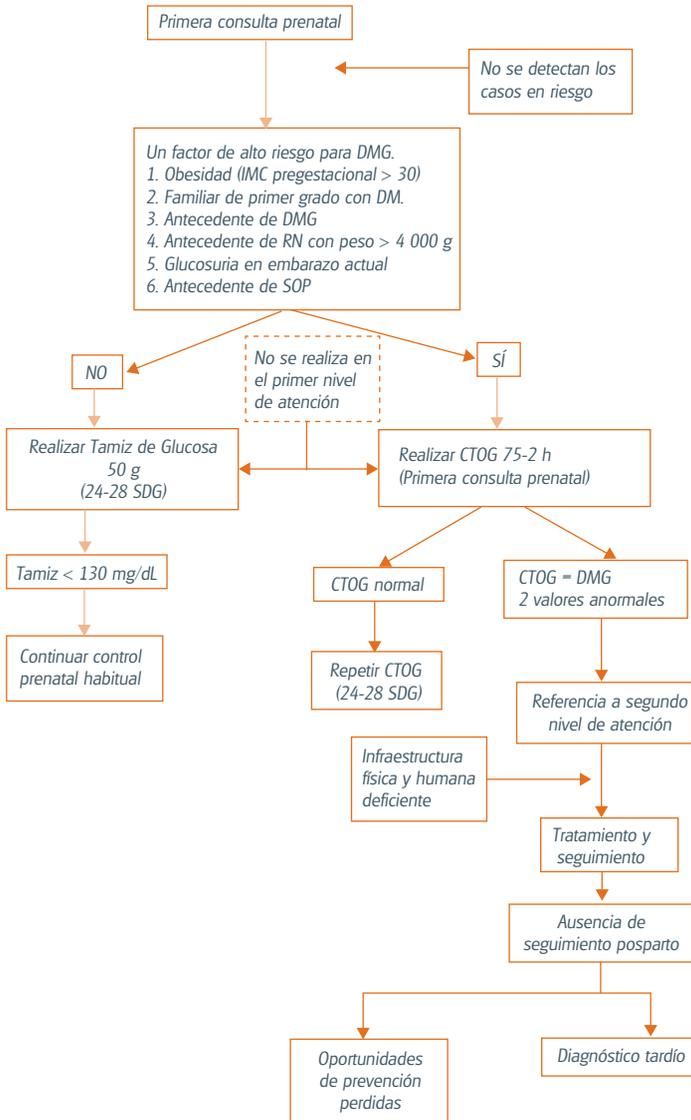 Primera consulta prenatal
No se detectan los
casos en riesgo
Un factor de alto riesgo para DMG.
1. Obesidad (IMC pregestacional > 30)
2. Familiar de primer grado con DM.
3. Antecedente de DMG
4. Antecedente de RN con peso > 4 000 g
5. Glucosuria en embarazo actual
6. Antecedente de SOP
NO
No se realiza en
el primer nivel
de atención
SÍ
Realizar Tamiz de Glucosa
50 g
(24-28 SDG)
Realizar CTOG 75-2 h
(Primera consulta prenatal)
Tamiz < 130 mg/dL
CTOG normal
CTOG = DMG
2 valores anormales
Continuar control
prenatal habitual
Repetir CTOG
(24-28 SDG)
Referencia a segundo
nivel de atención
Infraestructura
física y humana
deficiente
Tratamiento y
seguimiento
Ausencia de
seguimiento posparto
Oportunidades
de prevención
perdidas
Diagnóstico tardío